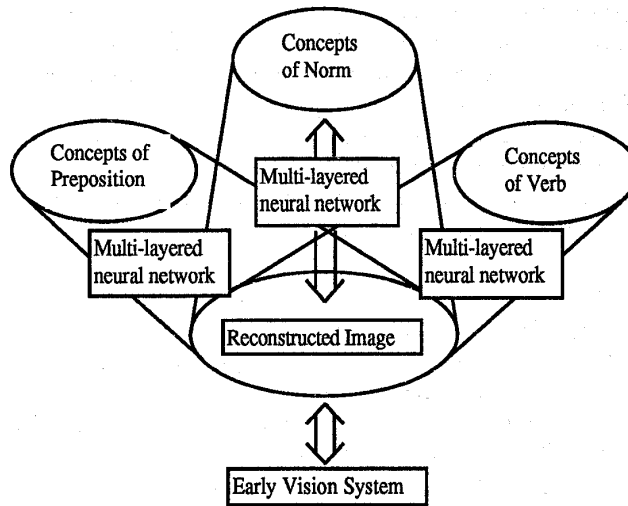 Concepts
of Norm
Concepts of
Preposition
Multi-layered
neural network
Concepts
of Verb
Multi-layered
neural network
Multi-layered
neural network
Reconstructed Image
Early Vision System